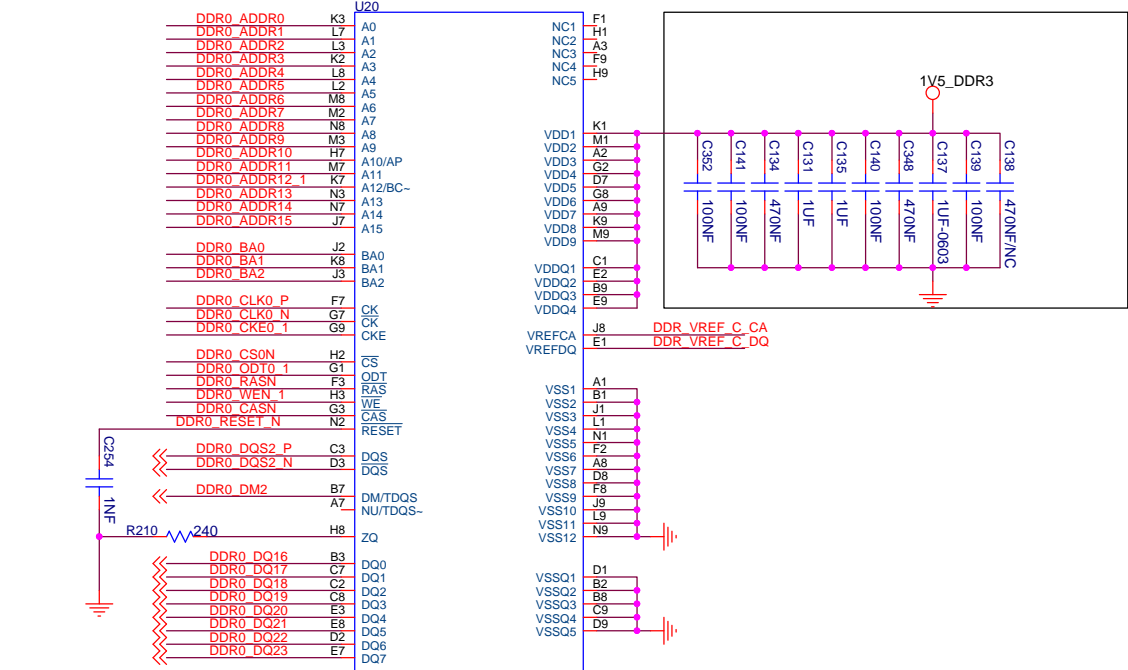 U20
DDR0_ADDR0 K3 A0
DDR0_ADDR1 L7 A1
DDR0_ADDR2 L3 A2
DDR0_ADDR3 K2 A3
DDR0_ADDR4 L8 A4
DDR0_ADDR5 L2 A5
DDR0_ADDR6 M8 A6
DDR0_ADDR7 M2 A7
DDR0_ADDR8 N8 A8
DDR0_ADDR9 M3 A9
DDR0_ADDR10 H7 A10/AP
DDR0_ADDR11 M7 A11
DDR0_ADDR12_1 K7 A12/BC~
DDR0_ADDR13 N3 A13
DDR0_ADDR14 N7 A14
DDR0_ADDR15 J7 A15
DDR0_BA0 J2 BA0
DDR0_BA1 K8 BA1
DDR0_BA2 J3 BA2
DDR0_CLK0_P F7 CK
DDR0_CLK0_N G7 CK
DDR0_CKE0_1 G9 CKE
DDR0_CS0N H2 CS
DDR0_ODT0_1 G1 ODT
DDR0_RASN F3 RAS
DDR0_WEN_1 H3 WE
DDR0_CASN G3 CAS
DDR0_RESET_N N2 RESET
C254
1NF
DDR0_DQS2_P C3 DQS
DDR0_DQS2_N D3 DQS
DDR0_DM2 B7 DM/TDQS
A7 NU/TDQS~
R210 240 H8 ZQ
DDR0_DQ16 B3 DQ0
DDR0_DQ17 C7 DQ1
DDR0_DQ18 C2 DQ2
DDR0_DQ19 C8 DQ3
DDR0_DQ20 E3 DQ4
DDR0_DQ21 E8 DQ5
DDR0_DQ22 D2 DQ6
DDR0_DQ23 E7 DQ7
NC1 F1
NC2 H1
NC3 A3
NC4 F9
NC5 H9
VDD1 K1
VDD2 M1
VDD3 A2
VDD4 G2
VDD5 D7
VDD6 G8
VDD7 A9
VDD8 K9
VDD9 M9
VDDQ1 C1
VDDQ2 E2
VDDQ3 B9
VDDQ4 E9
VREFCA J8 DDR_VREF_C_CA
VREFDQ E1 DDR_VREF_C_DQ
VSS1 A1
VSS2 B1
VSS3 J1
VSS4 L1
VSS5 N1
VSS6 F2
VSS7 A8
VSS8 D8
VSS9 F8
VSS10 J9
VSS11 L9
VSS12 N9
VSSQ1 D1
VSSQ2 B2
VSSQ3 B8
VSSQ4 C9
VSSQ5 D9
1V5_DDR3
C352 100NF
C141 100NF
C134 470NF
C131 1UF
C135 1UF
C140 100NF
C348 470NF
C137 1UF-0603
C139 100NF
C138 470NF/NC